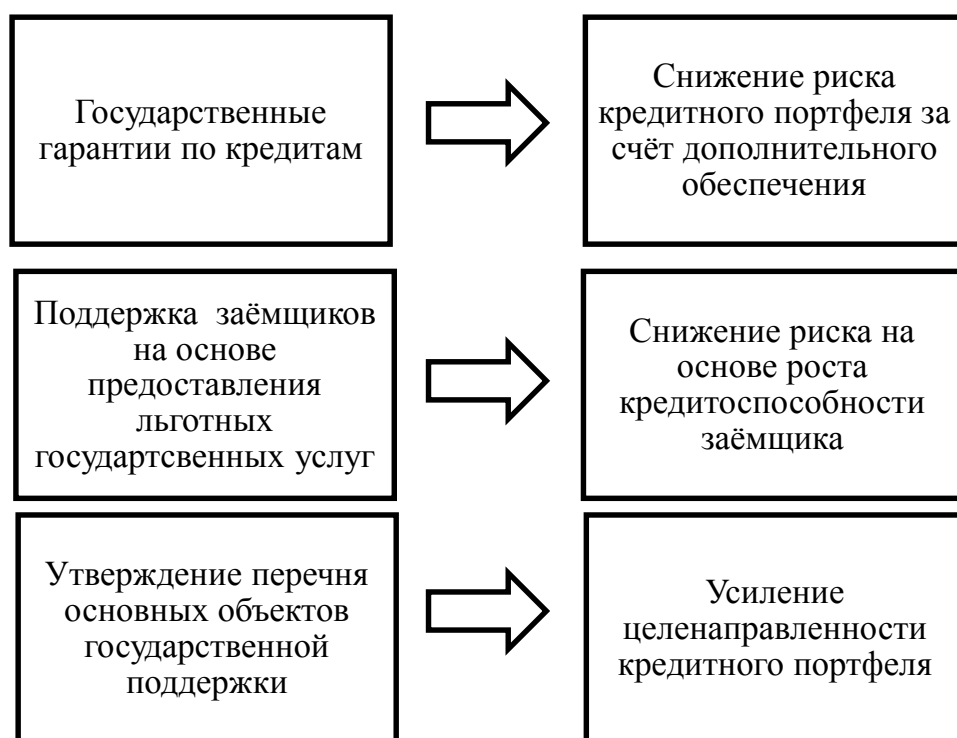 Государственные
гарантии по кредитам
Снижение риска
кредитного портфеля за
счёт дополнительного
обеспечения
Поддержка заёмщиков
на основе
предоставления
льготных
государтсвенных услуг
Снижение риска на
основе роста
кредитоспособности
заёмщика
Утверждение перечня
основных объектов
государственной
поддержки
Усиление
целенаправленности
кредитного портфеля